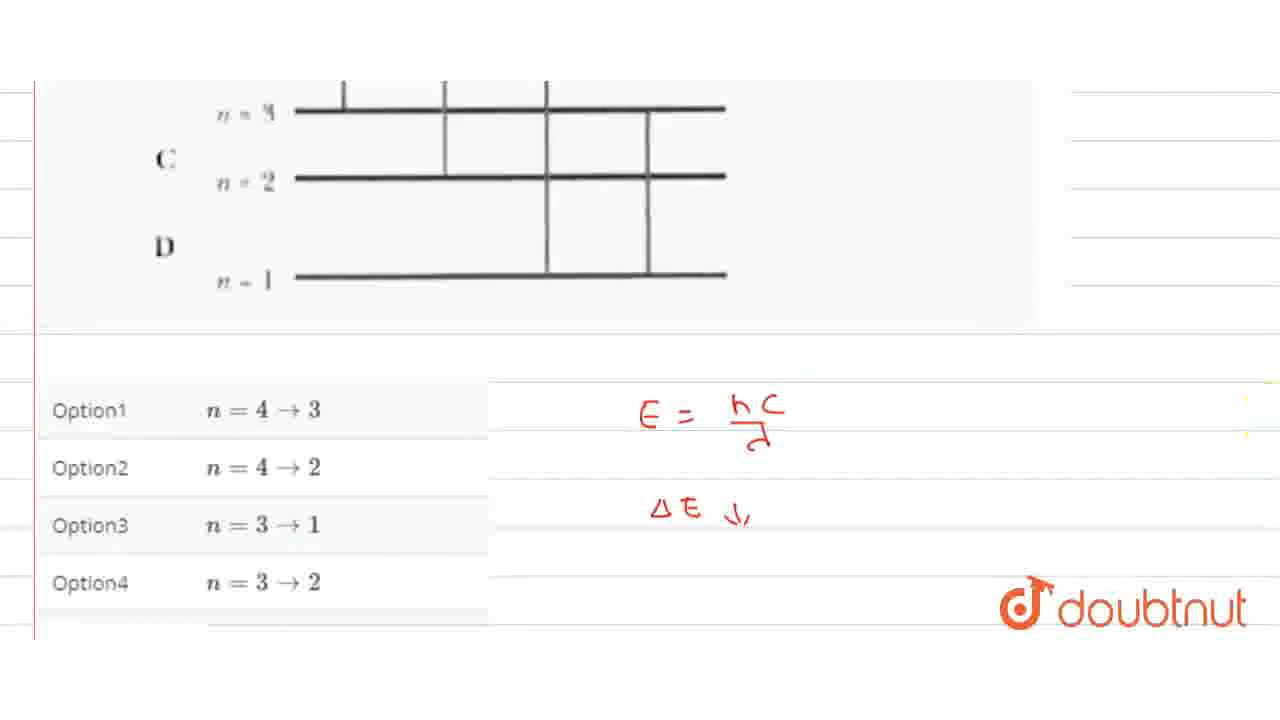 n = 3
C
n = 2
D
n = 1
Option1 n = 4 → 3
Option2 n = 4 → 2
Option3 n = 3 → 1
Option4 n = 3 → 2
E = hc/λ
ΔE ↓
doubtnut